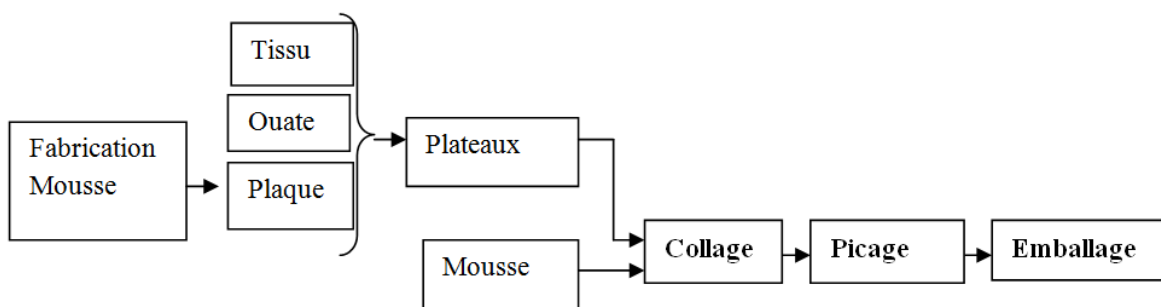 Tissu
Ouate
Fabrication
Mousse
Plaque
Plateaux
Mousse
Collage
Picage
Emballage